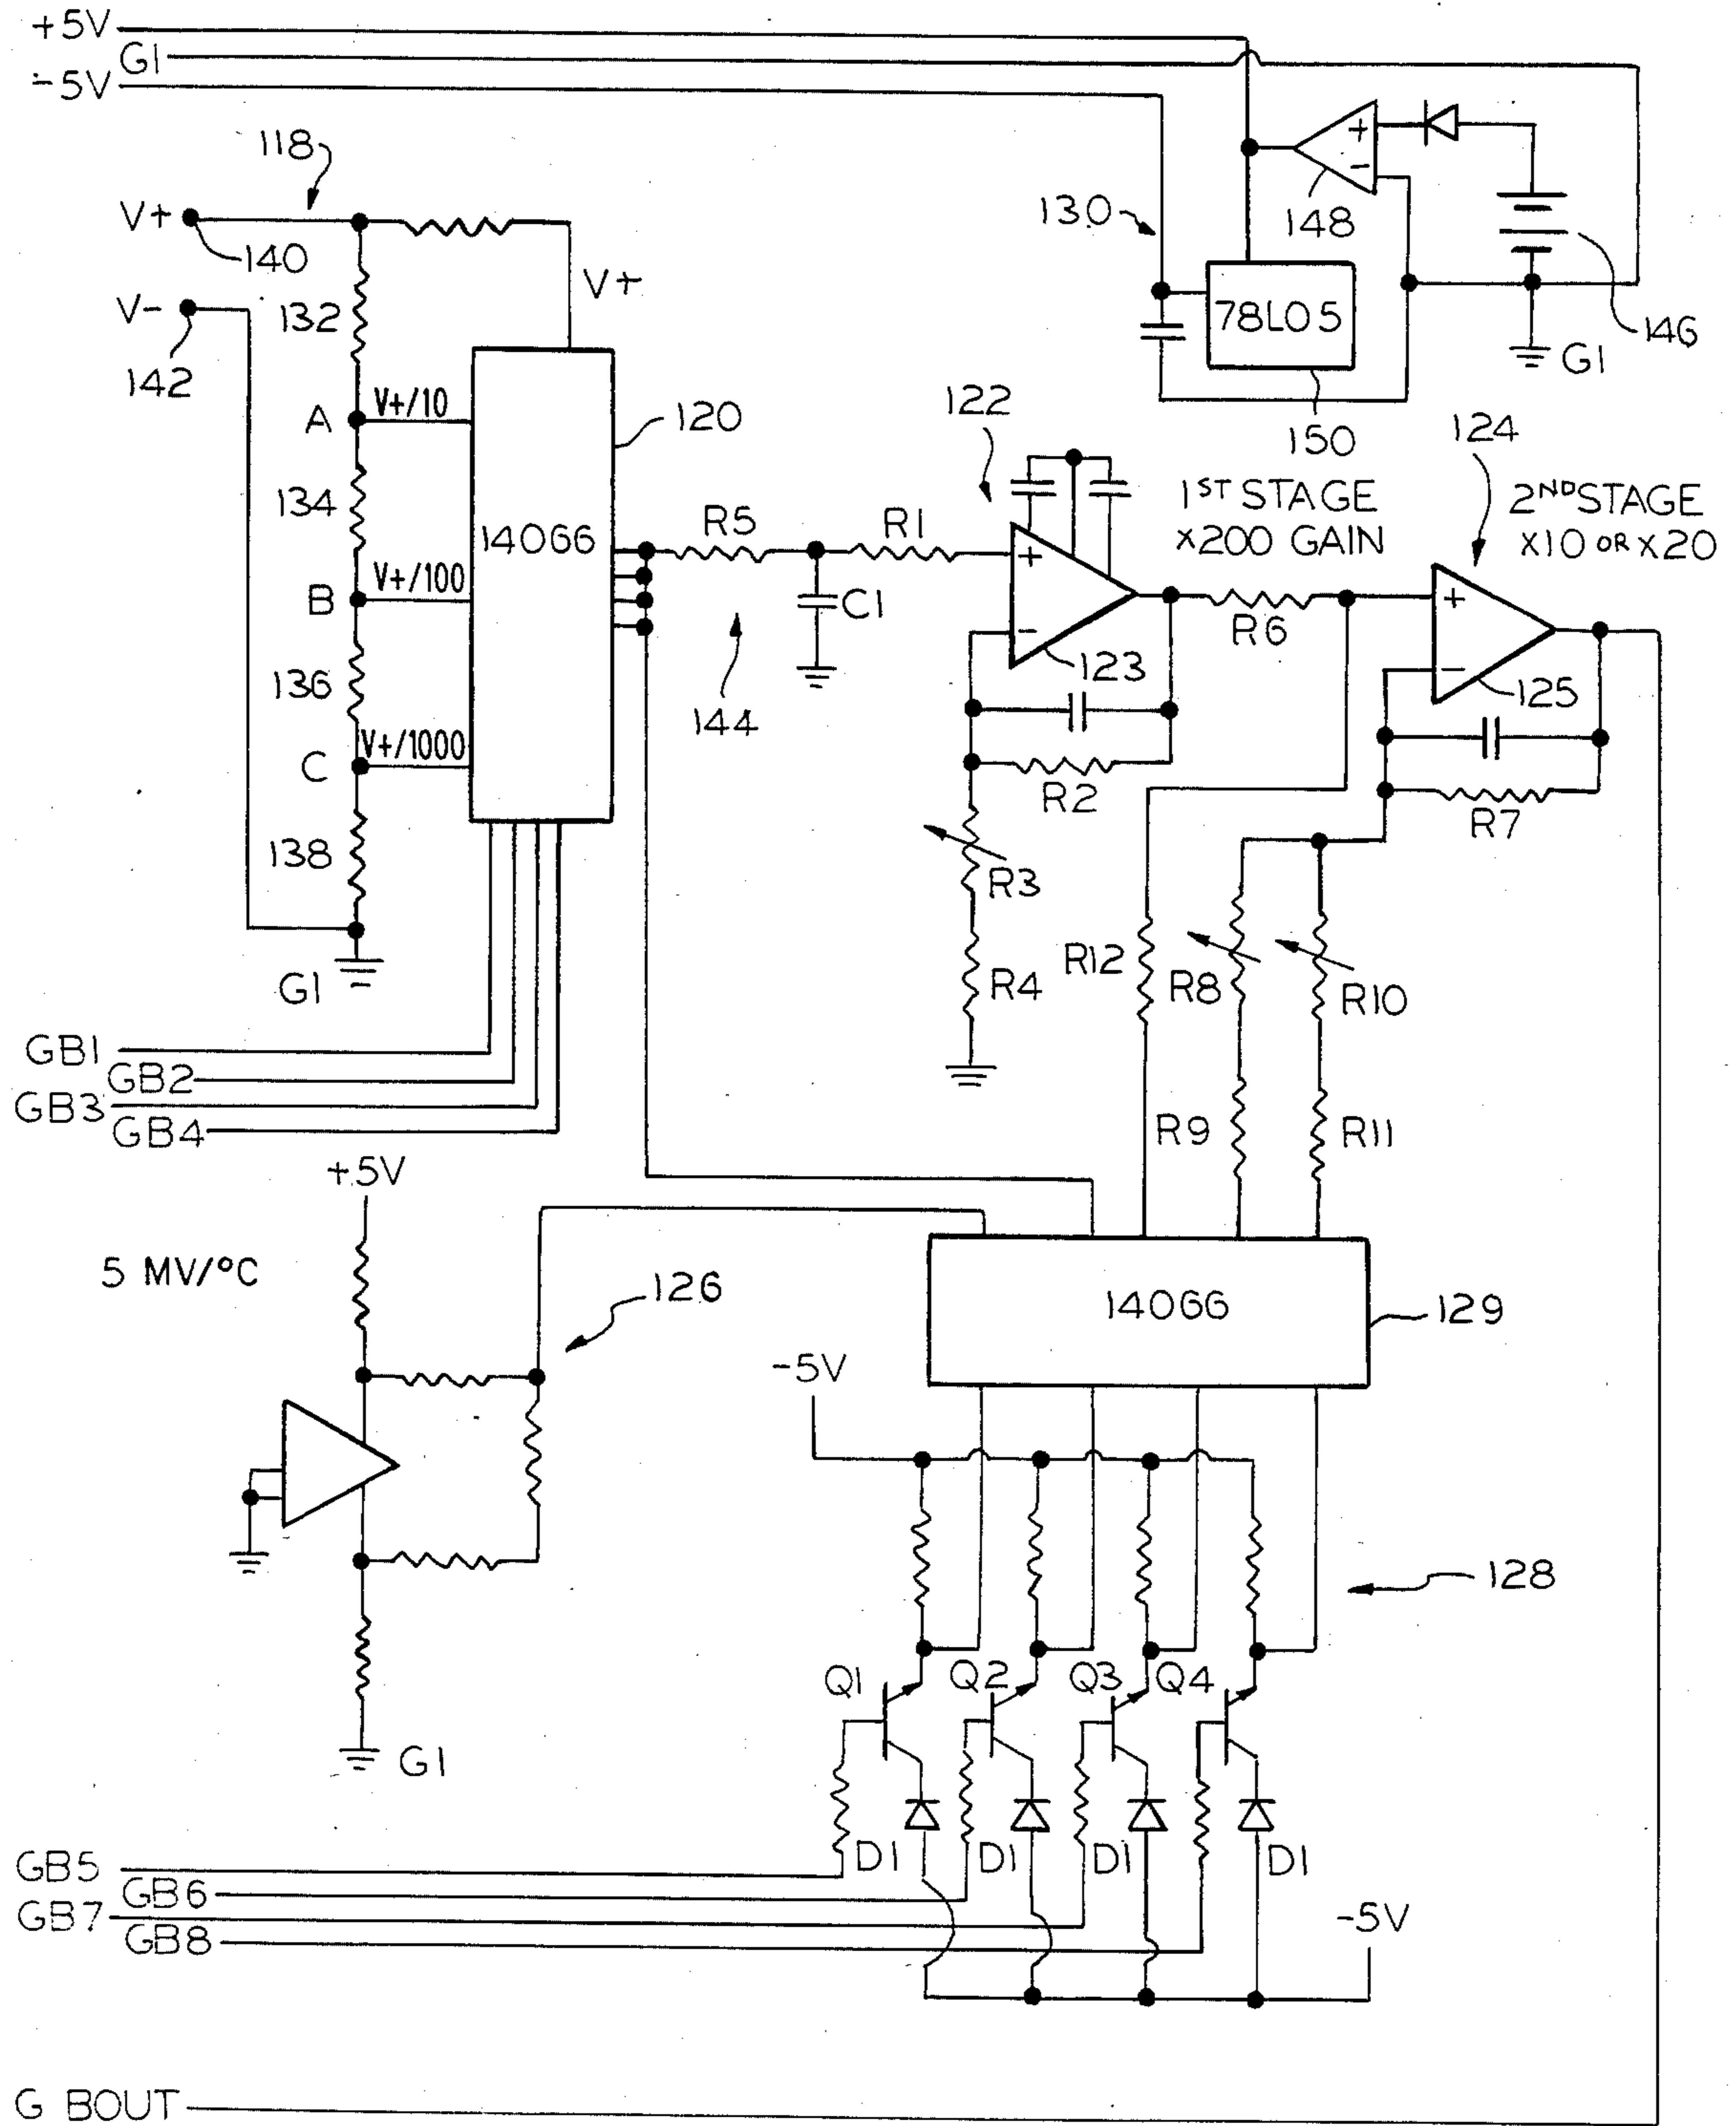 +5V
G1
-5V
118
V+
140
V+
V-
142
132
A
V+/10
134
B
V+/100
136
C
V+/1000
138
G1
14066
120
130
148
78L05
150
146
G1
122
1ST STAGE
X200 GAIN
124
2ND STAGE
X10 OR X20
R5
R1
C1
144
+
-
123
R2
R3
R4
R6
+
-
125
R7
R12
R8
R10
R9
R11
+
-
GB1
GB2
GB3
GB4
+5V
5 MV/°C
126
G1
14066
129
-5V
128
Q1
Q2
Q3
Q4
D1
D1
D1
D1
GB5
GB6
GB7
GB8
-5V
G BOUT